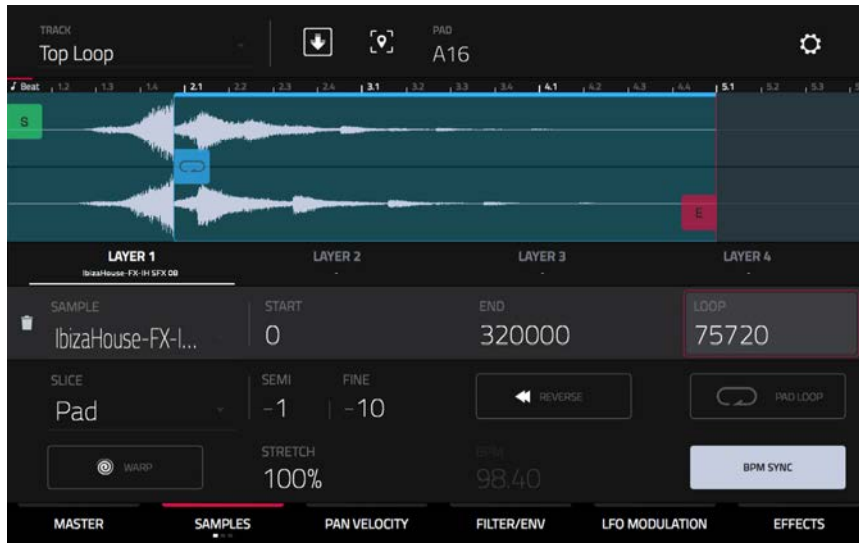 TRACK
Top Loop
PAD
A16
Beat 1.2 1.3 1.4 2.1 2.2 2.3 2.4 3.1 3.2 3.3 3.4 4.1 4.2 4.3 4.4 5.1 5.2 5.3
S
E
LAYER 1 LAYER 2 LAYER 3 LAYER 4
IbizaHouse-FX-IH SFX 08 - - -
SAMPLE START END LOOP
IbizaHouse-FX-I... 0 320000 75720
SLICE SEMI FINE
Pad -1 -10 REVERSE PAD LOOP
STRETCH BPM
WARP 100% 98.40 BPM SYNC
MASTER SAMPLES PAN VELOCITY FILTER/ENV LFO MODULATION EFFECTS